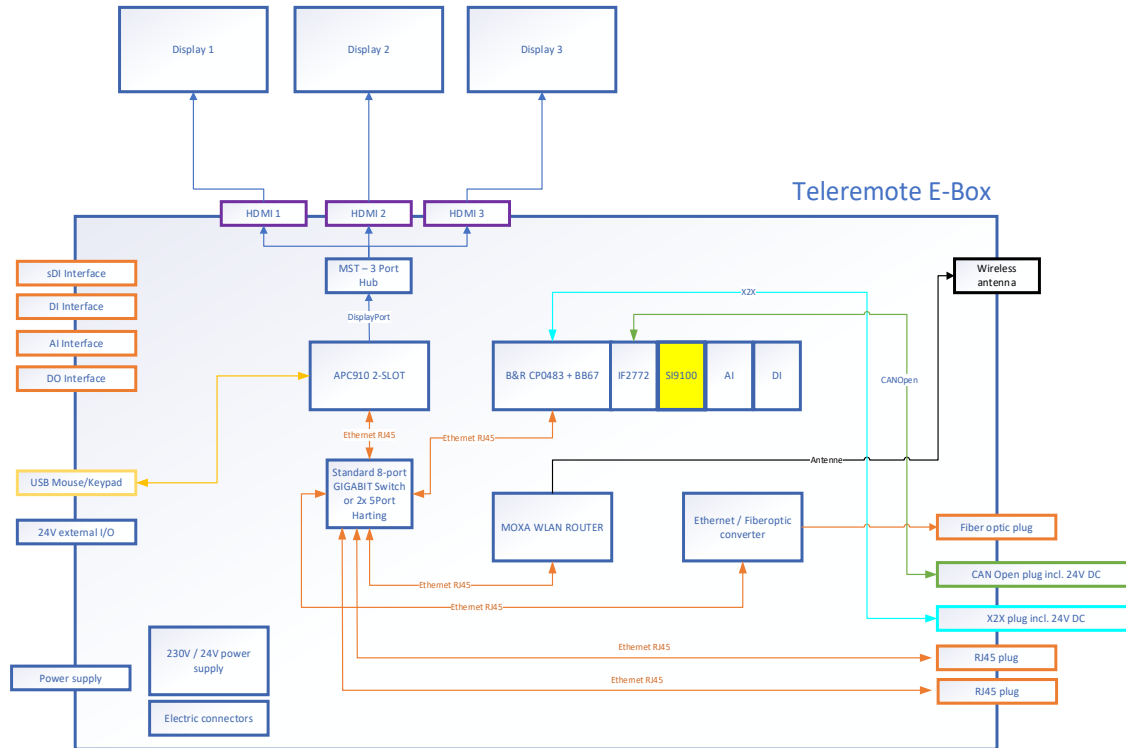 Display 1
Display 2
Display 3
Teleremote E-Box
HDMI 1
HDMI 2
HDMI 3
sDI Interface
DI Interface
AI Interface
DO Interface
MST – 3 Port
Hub
Wireless
antenna
X2X
DisplayPort
APC910 2-SLOT
B&R CP0483 + BB67
IF2772
SI9100
AI
DI
CANOpen
Ethernet RJ45
Ethernet RJ45
Antenne
USB Mouse/Keypad
Standard 8-port
GIGABIT Switch
or 2x 5Port
Harting
24V external I/O
MOXA WLAN ROUTER
Ethernet / Fiberoptic
converter
Fiber optic plug
CAN Open plug incl. 24V DC
Ethernet RJ45
Ethernet RJ45
X2X plug incl. 24V DC
230V / 24V power
supply
Ethernet RJ45
RJ45 plug
Power supply
Ethernet RJ45
RJ45 plug
Electric connectors